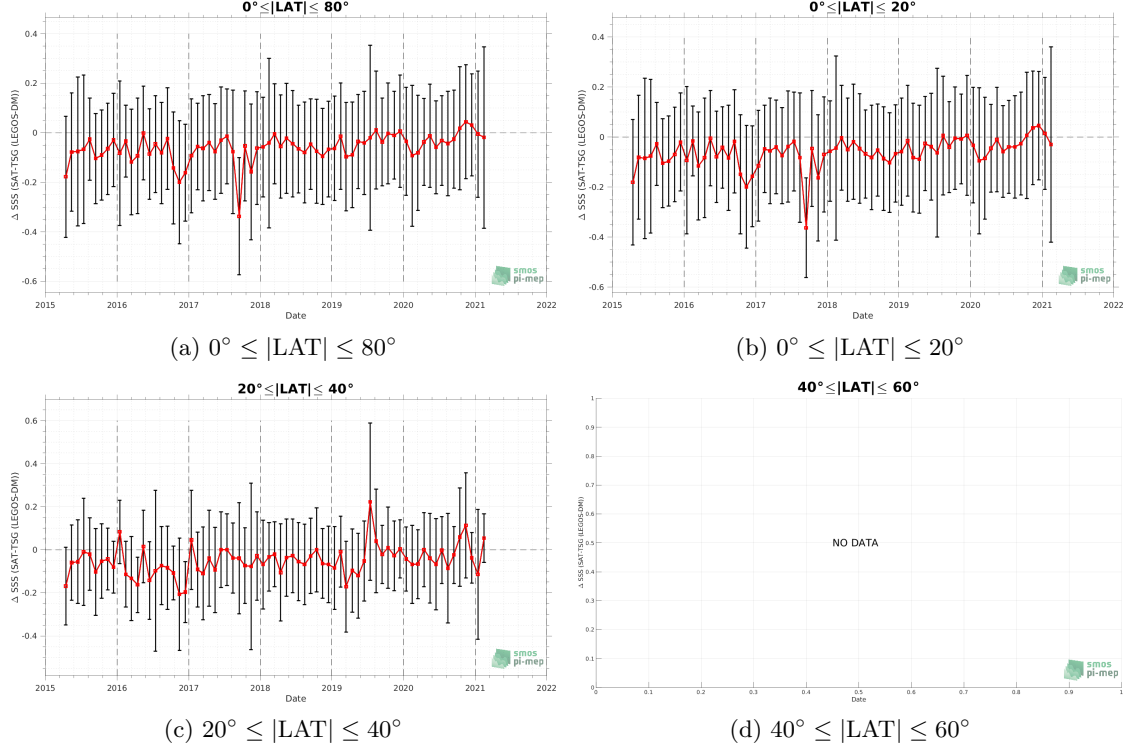 0°≤|LAT|≤ 80°
Δ SSS (SAT-TSG (LEGOS-DM))
0.4
0.2
0
-0.2
-0.4
-0.6
2015 2016 2017 2018 2019 2020 2021 2022
Date
smos
pi-mep
(a) 0° ≤ |LAT| ≤ 80°
0°≤|LAT|≤ 20°
Δ SSS (SAT-TSG (LEGOS-DM))
0.4
0.2
0
-0.2
-0.4
-0.6
2015 2016 2017 2018 2019 2020 2021 2022
Date
smos
pi-mep
(b) 0° ≤ |LAT| ≤ 20°
20°≤|LAT|≤ 40°
Δ SSS (SAT-TSG (LEGOS-DM))
0.6
0.4
0.2
0
-0.2
-0.4
2015 2016 2017 2018 2019 2020 2021 2022
Date
smos
pi-mep
(c) 20° ≤ |LAT| ≤ 40°
40°≤|LAT|≤ 60°
Δ SSS (SAT-TSG (LEGOS-DM))
1
0.9
0.8
0.7
0.6
0.5
0.4
0.3
0.2
0.1
0
NO DATA
0 0.1 0.2 0.3 0.4 0.5 0.6 0.7 0.8 0.9 1
Date
smos
pi-mep
(d) 40° ≤ |LAT| ≤ 60°